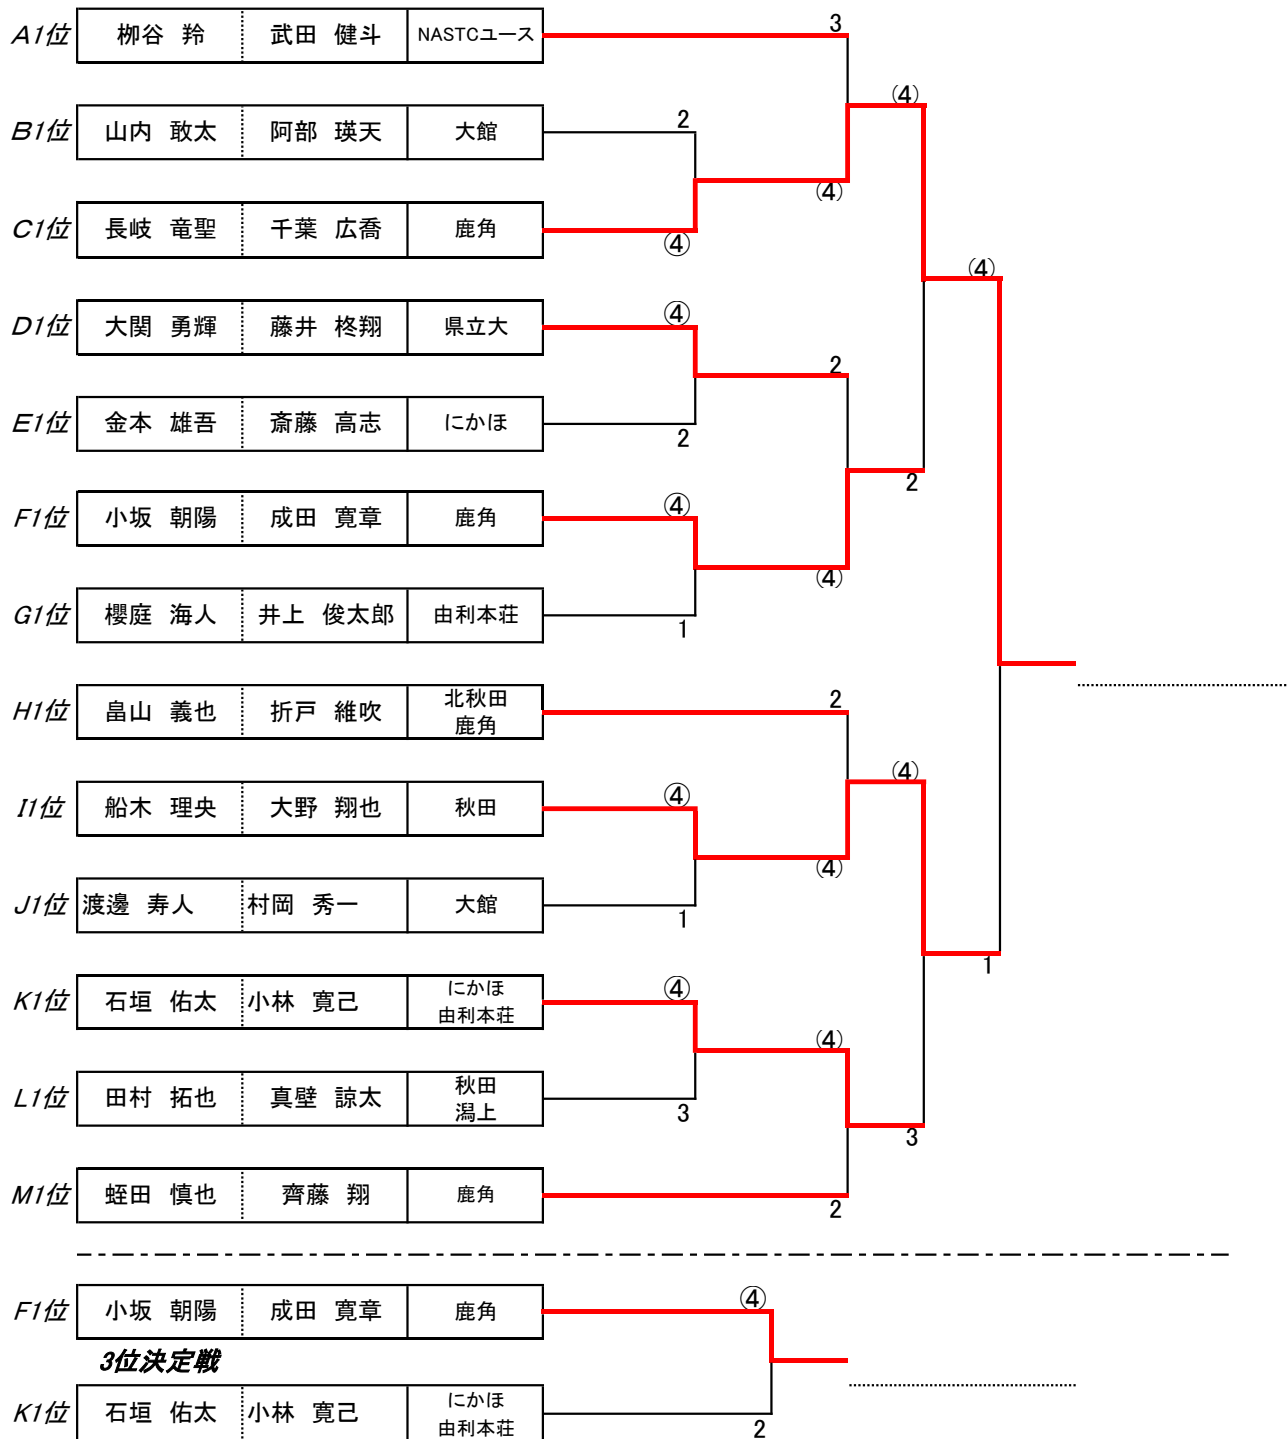 A1位 栁谷 羚 武田 健斗 NASTCユース 3
④
B1位 山内 敢太 阿部 瑛天 大館 2
④
C1位 長岐 竜聖 千葉 広喬 鹿角 ④
④
D1位 大関 勇輝 藤井 柊翔 県立大 ④
2
E1位 金本 雄吾 斎藤 高志 にかほ 2
2
F1位 小坂 朝陽 成田 寛章 鹿角 ④
④
G1位 櫻庭 海人 井上 俊太郎 由利本荘 1
H1位 畠山 義也 折戸 維吹 北秋田 鹿角 2
④
I1位 船木 理央 大野 翔也 秋田 ④
④
J1位 渡邊 寿人 村岡 秀一 大館 1
1
K1位 石垣 佑太 小林 寛己 にかほ 由利本荘 ④
④
L1位 田村 拓也 真壁 諒太 秋田 潟上 3
3
M1位 蛭田 慎也 齊藤 翔 鹿角 2
F1位 小坂 朝陽 成田 寛章 鹿角 ④
3位決定戦
K1位 石垣 佑太 小林 寛己 にかほ 由利本荘 2